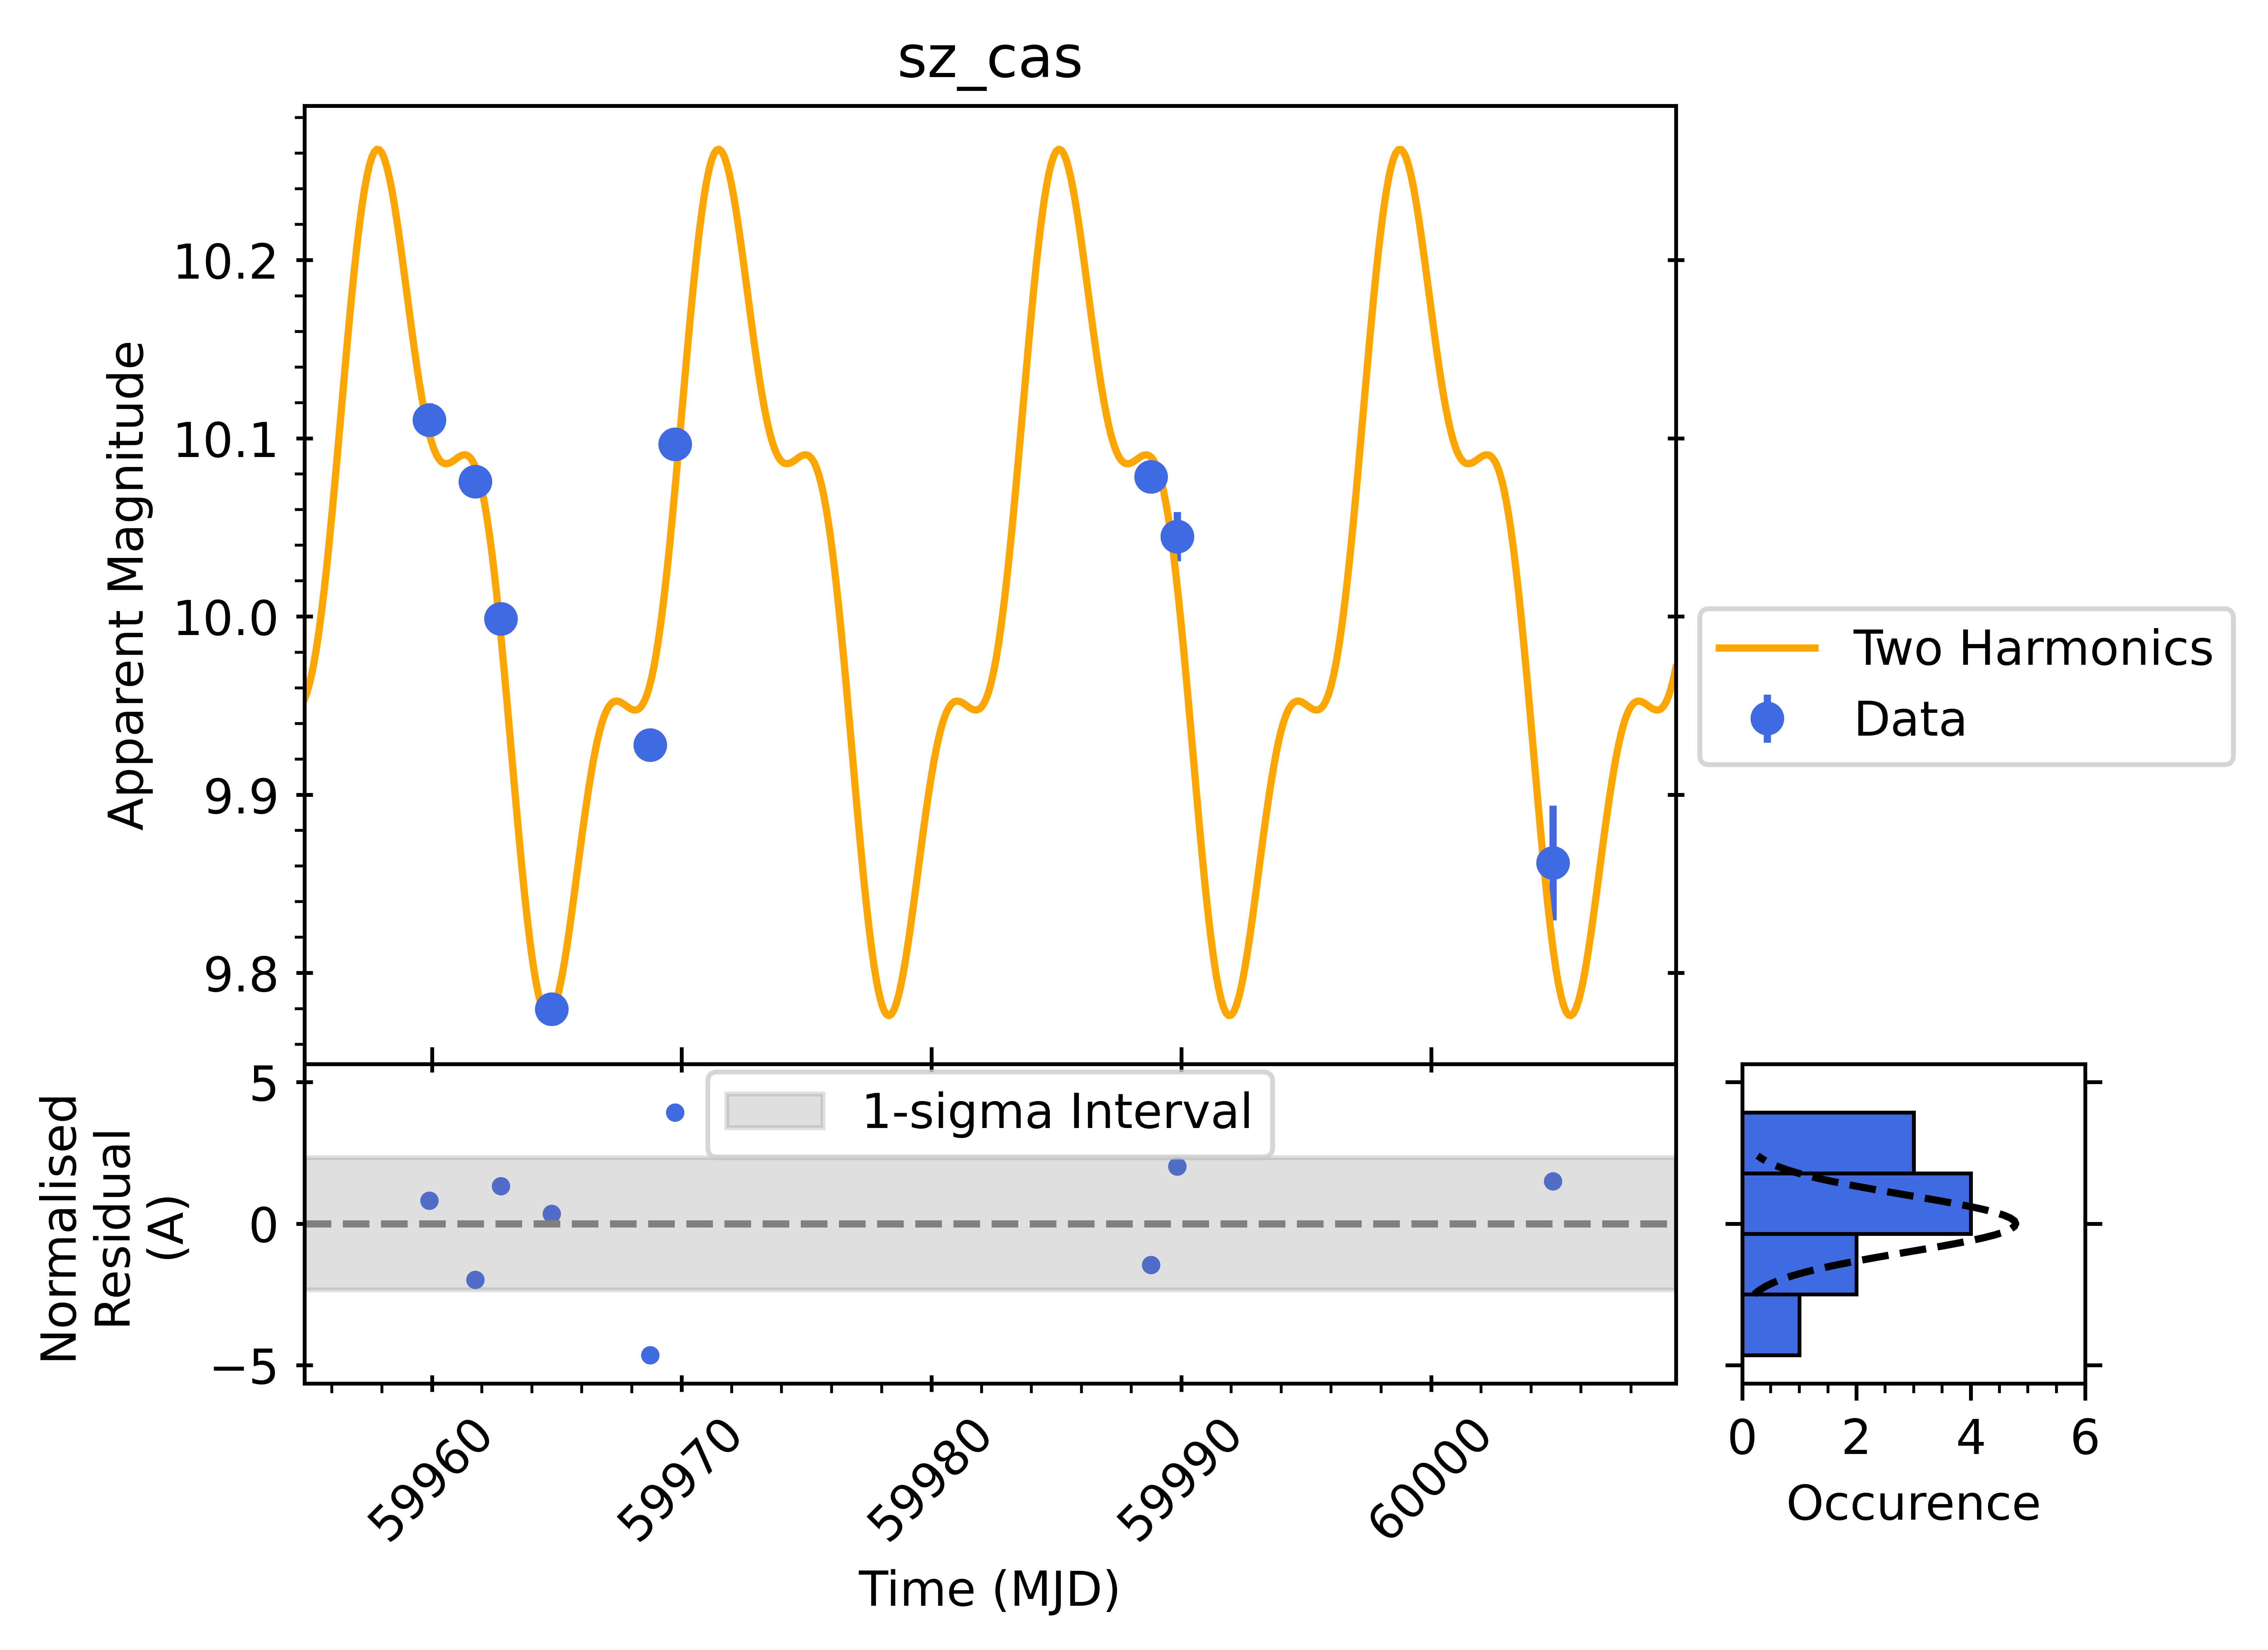 sz_cas
10.2
10.1
10.0
9.9
9.8
Apparent Magnitude
Two Harmonics
Data
5
0
−5
Normalised
Residual
(A)
1-sigma Interval
59960
59970
59980
59990
60000
Time (MJD)
0 2 4 6
Occurence